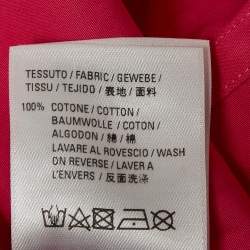 TESSUTO / FABRIC / GEWEBE /
TISSU / TEJIDO / 表地 / 面料
100% COTONE / COTTON /
BAUMWOLLE / COTON /
ALGODON / 綿 / 棉
LAVARE AL ROVESCIO / WASH
ON REVERSE / LAVER A
L'ENVERS / 反面洗涤